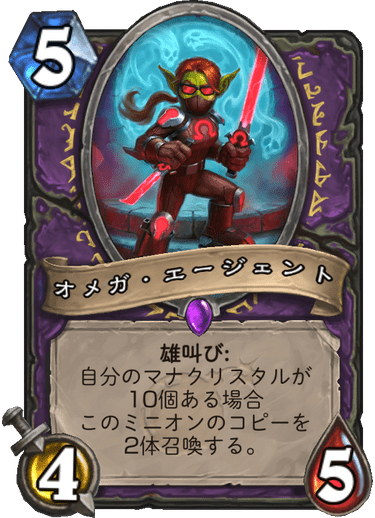 5
オメガ・エージェント
雄叫び:
自分のマナクリスタルが
10個ある場合
このミニオンのコピーを
2体召喚する。
4
5